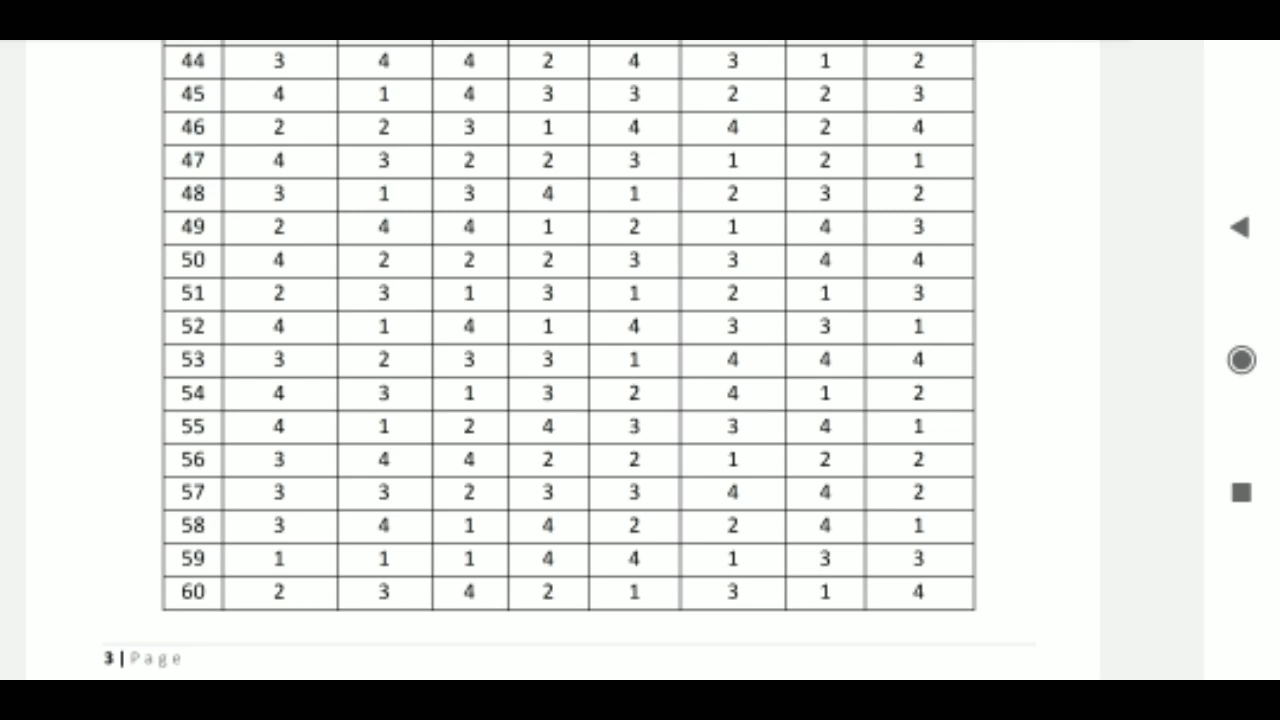 44 3 4 4 2 4 3 1 2
45 4 1 4 3 3 2 2 3
46 2 2 3 1 4 4 2 4
47 4 3 2 2 3 1 2 1
48 3 1 3 4 1 2 3 2
49 2 4 4 1 2 1 4 3
50 4 2 2 2 3 3 4 4
51 2 3 1 3 1 2 1 3
52 4 1 4 1 4 3 3 1
53 3 2 3 3 1 4 4 4
54 4 3 1 3 2 4 1 2
55 4 1 2 4 3 3 4 1
56 3 4 4 2 2 1 2 2
57 3 3 2 3 3 4 4 2
58 3 4 1 4 2 2 4 1
59 1 1 1 4 4 1 3 3
60 2 3 4 2 1 3 1 4
3 | Page